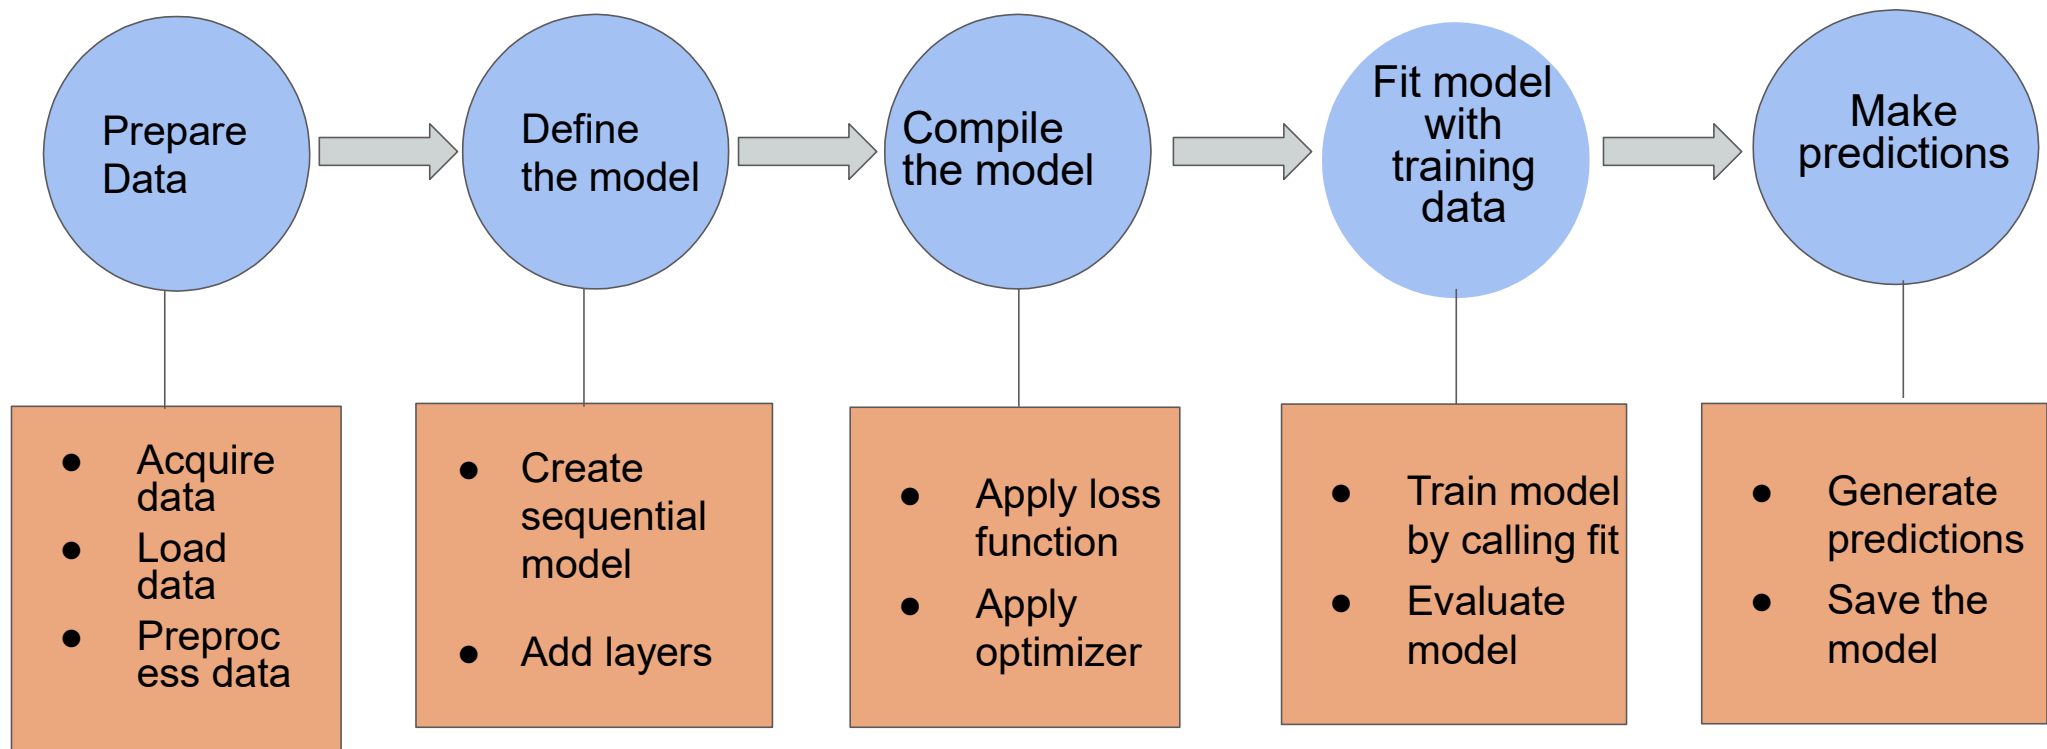 Prepare
Data
Define
the model
Compile
the model
Fit model
with
training
data
Make
predictions
● Acquire
data
● Load
data
● Preproc
ess data
● Create
sequential
model
● Add layers
● Apply loss
function
● Apply
optimizer
● Train model
by calling fit
● Evaluate
model
● Generate
predictions
● Save the
model